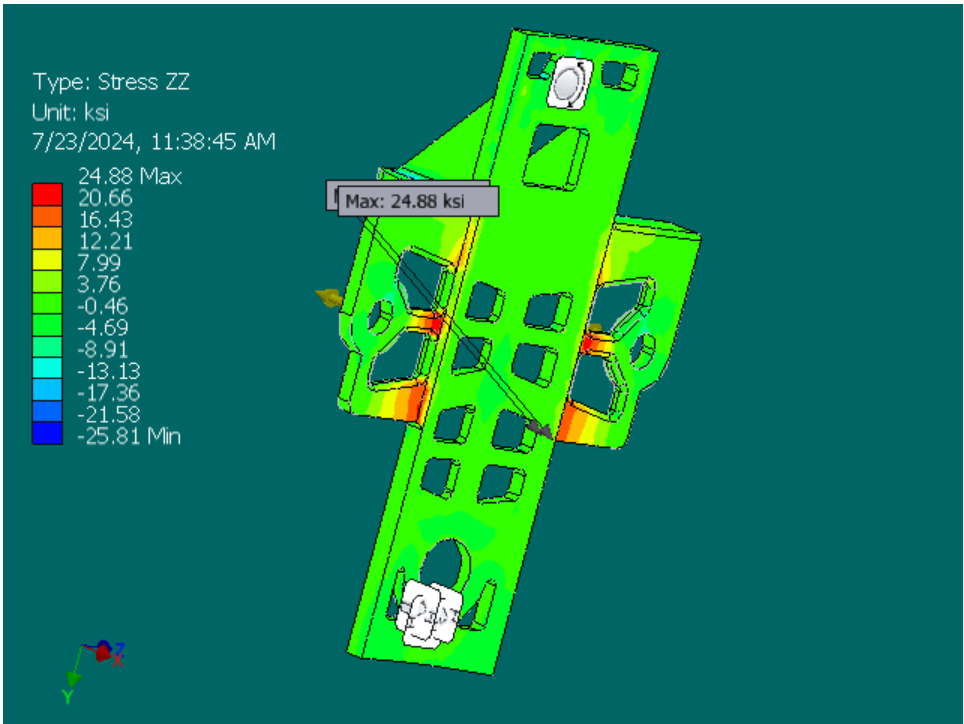 Type: Stress ZZ
Unit: ksi
7/23/2024, 11:38:45 AM
24.88 Max
20.66
16.43
12.21
7.99
3.76
-0.46
-4.69
-8.91
-13.13
-17.36
-21.58
-25.81 Min
Max: 24.88 ksi
Z
X
Y